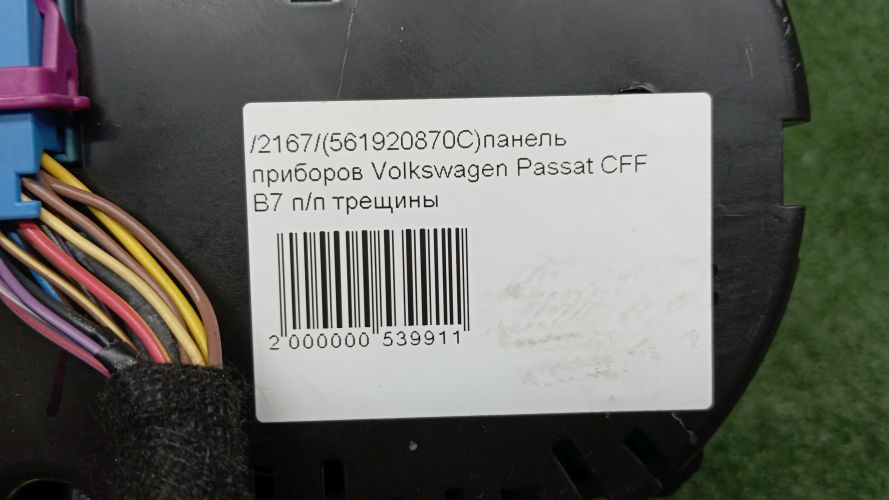 /2167/(561920870C)панель
приборов Volkswagen Passat CFF
B7 п/п трещины
2 000000 539911